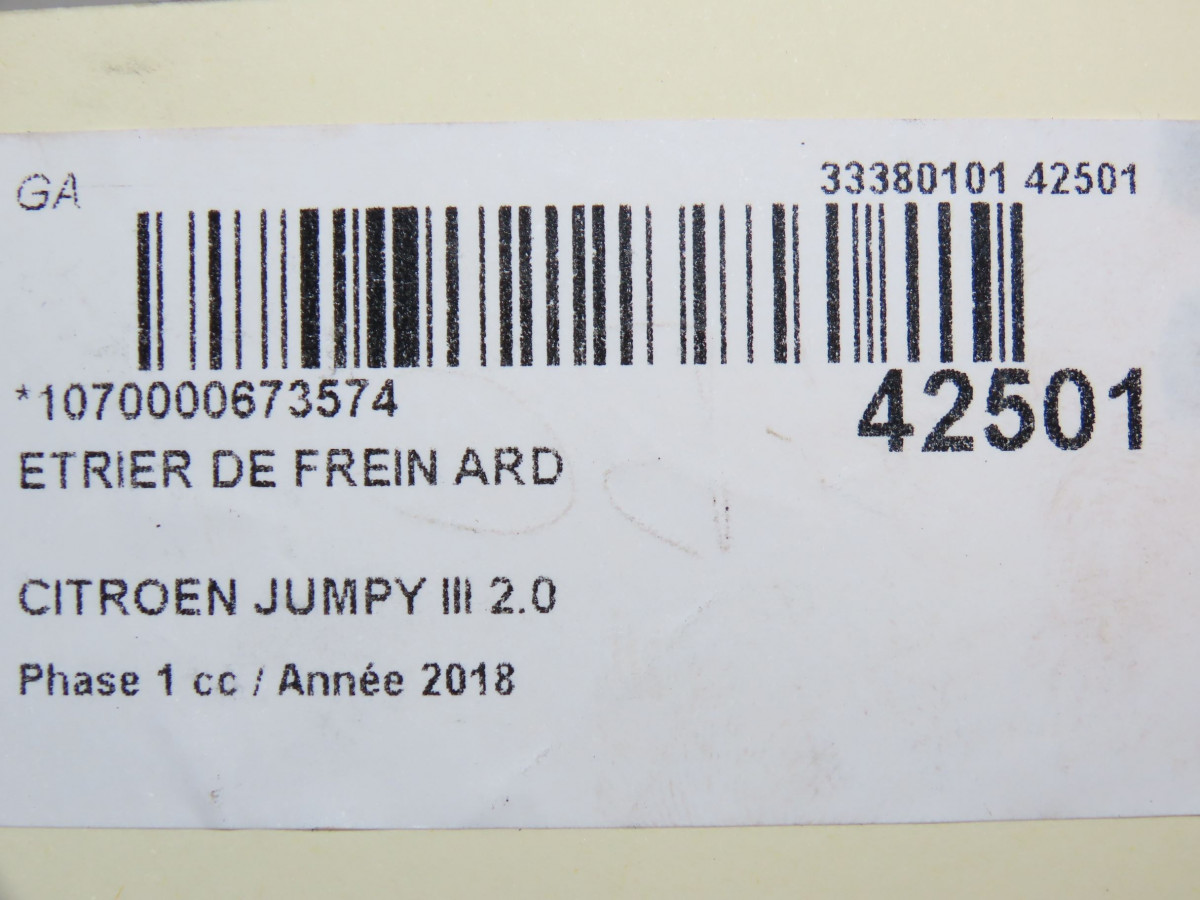 GA
33380101 42501
*1070000673574
42501
ETRIER DE FREIN ARD
CITROEN JUMPY III 2.0
Phase 1 cc / Année 2018